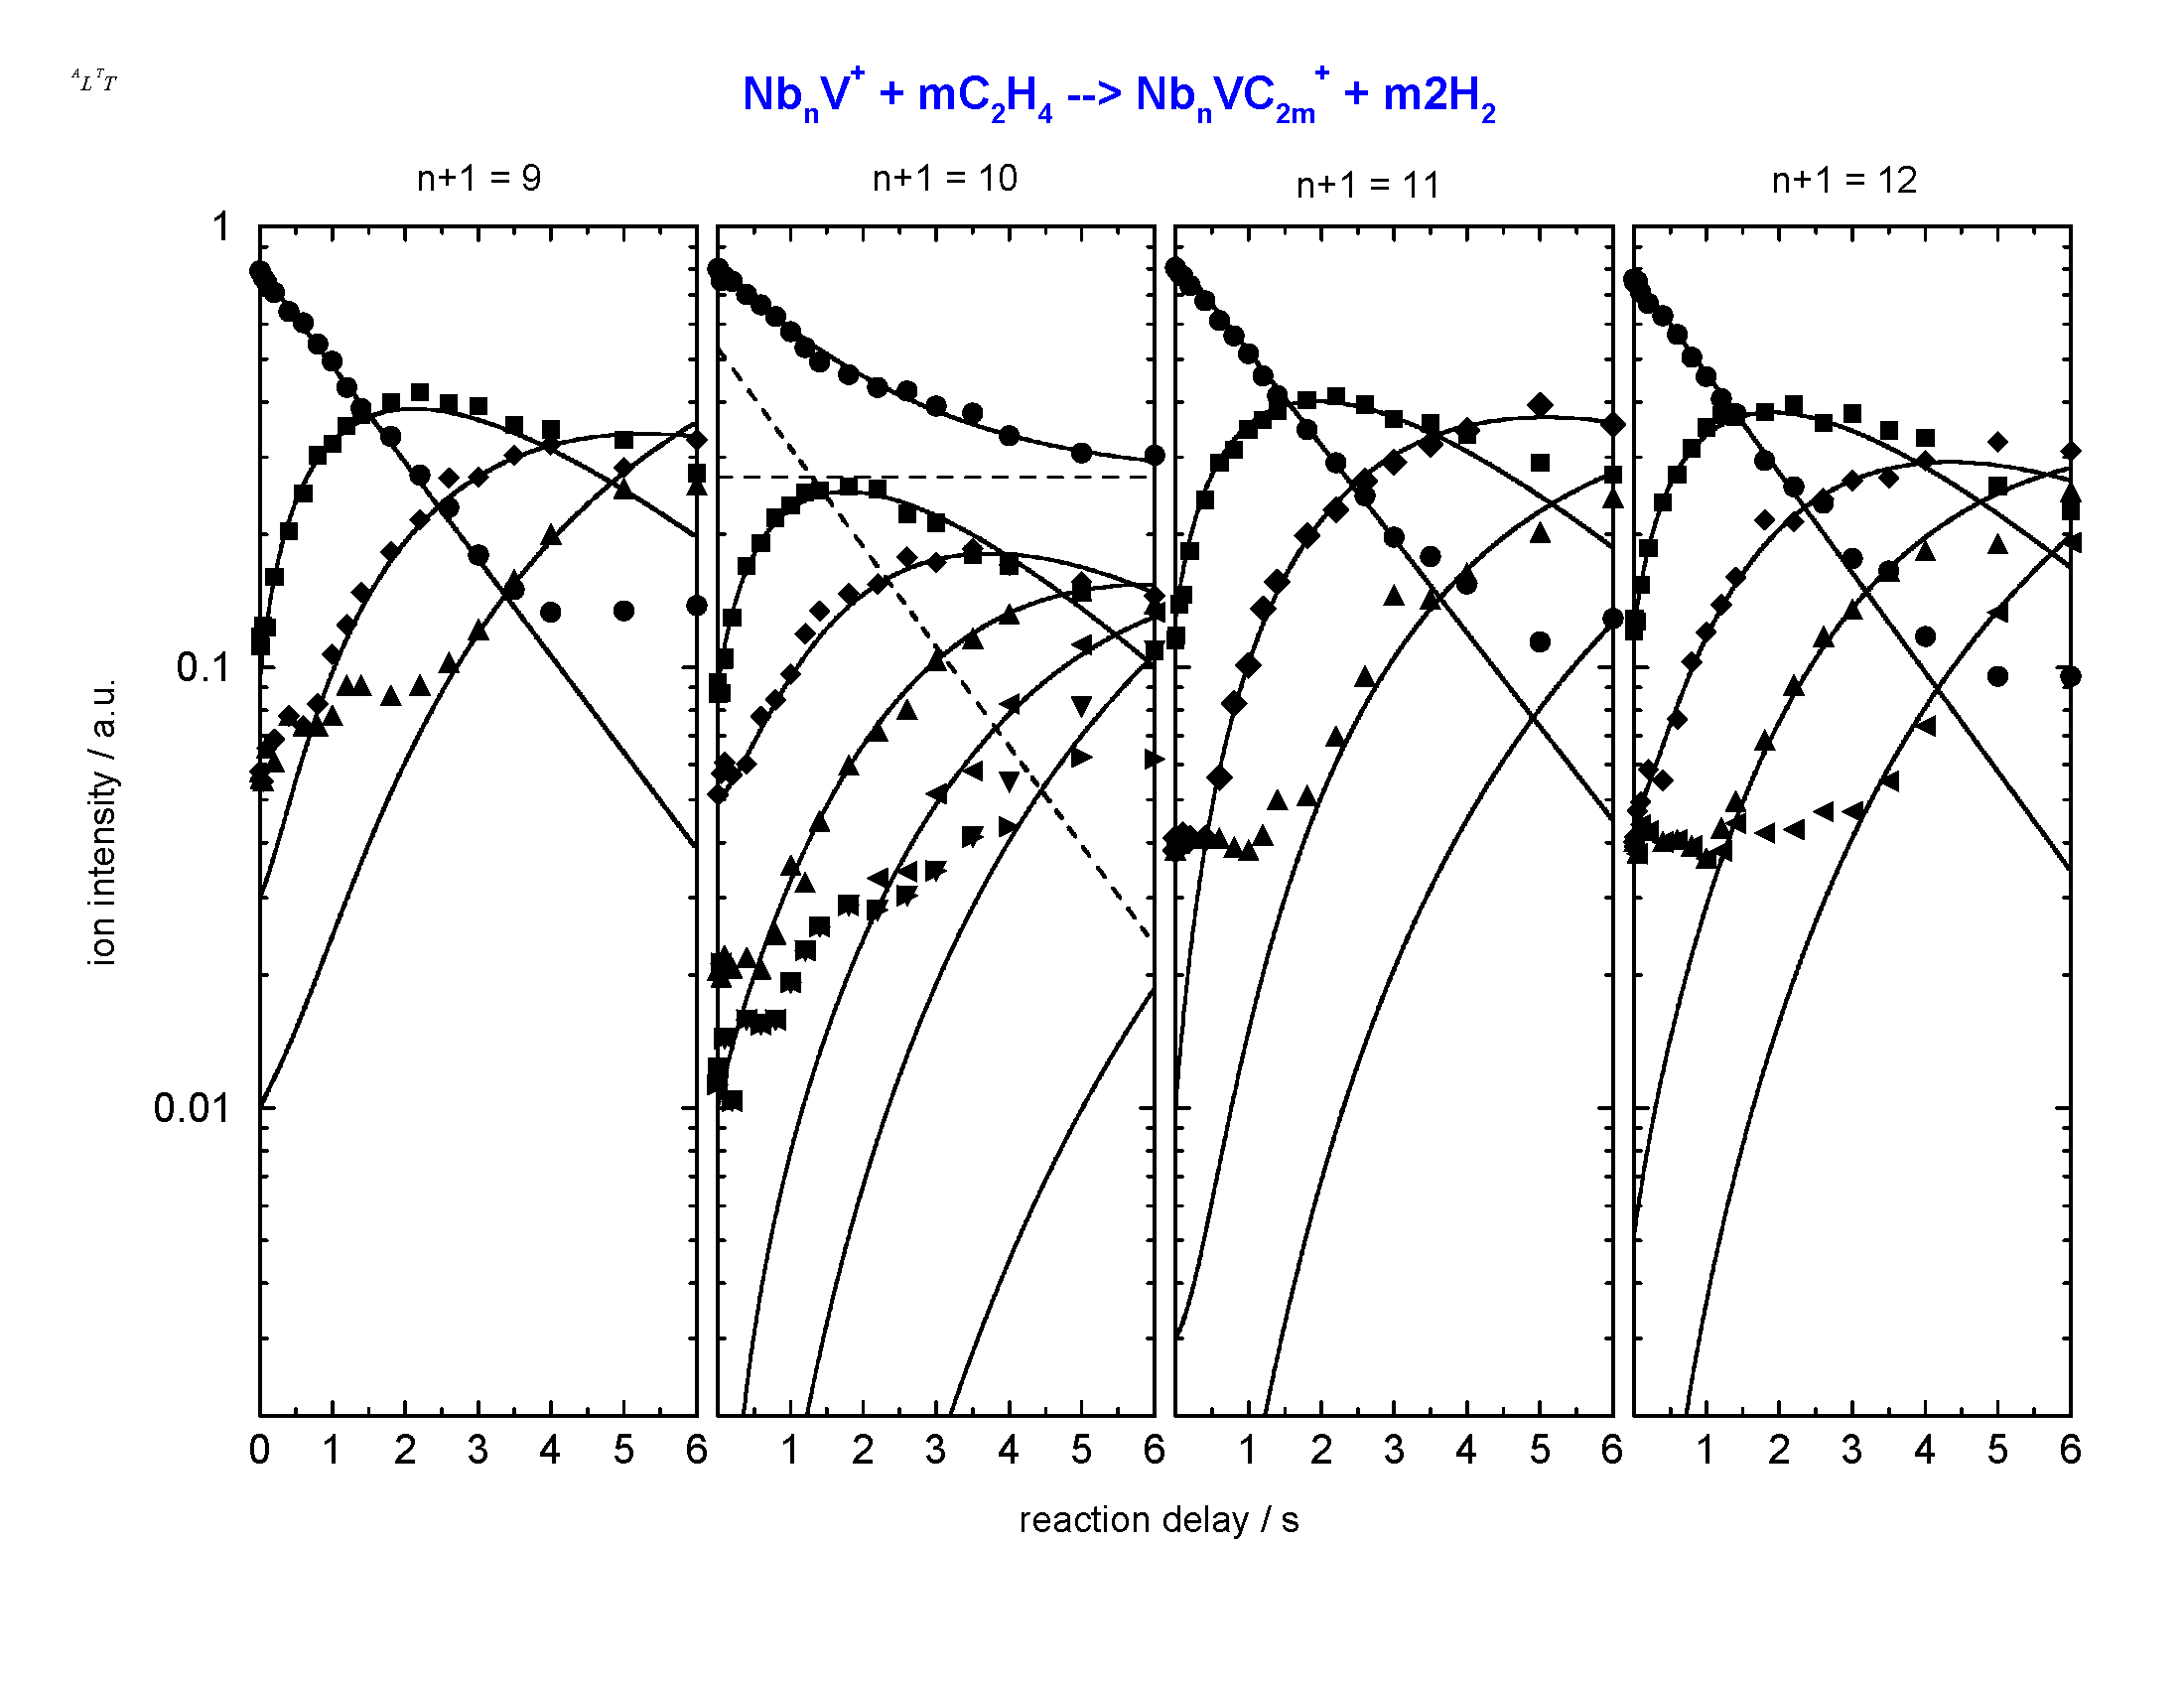 ALTT
NbnV+ + mC2H4 --> NbnVC2m+ + m2H2
n+1 = 9
n+1 = 10
n+1 = 11
n+1 = 12
1
0.1
0.01
ion intensity / a.u.
0 1 2 3 4 5 6
1 2 3 4 5 6
1 2 3 4 5 6
1 2 3 4 5 6
reaction delay / s